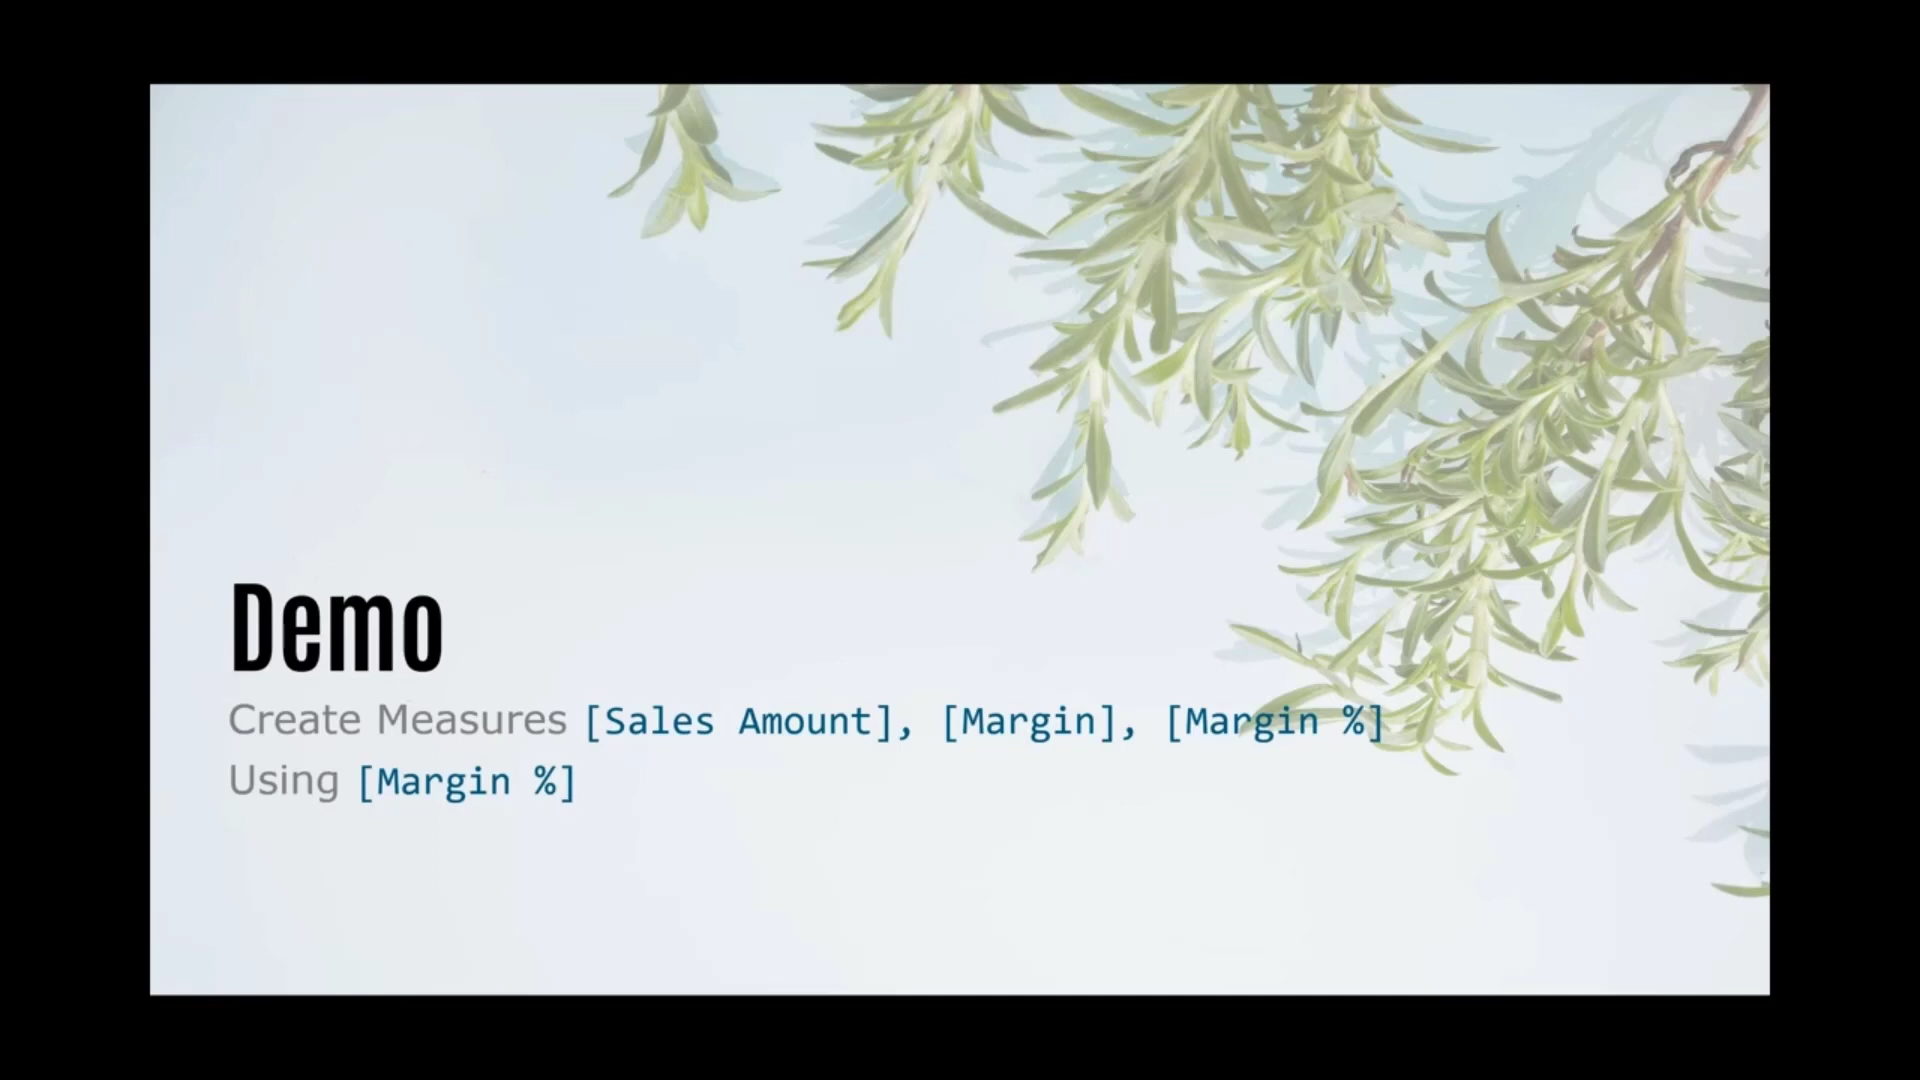 Demo
Create Measures [Sales Amount], [Margin], [Margin %]
Using [Margin %]